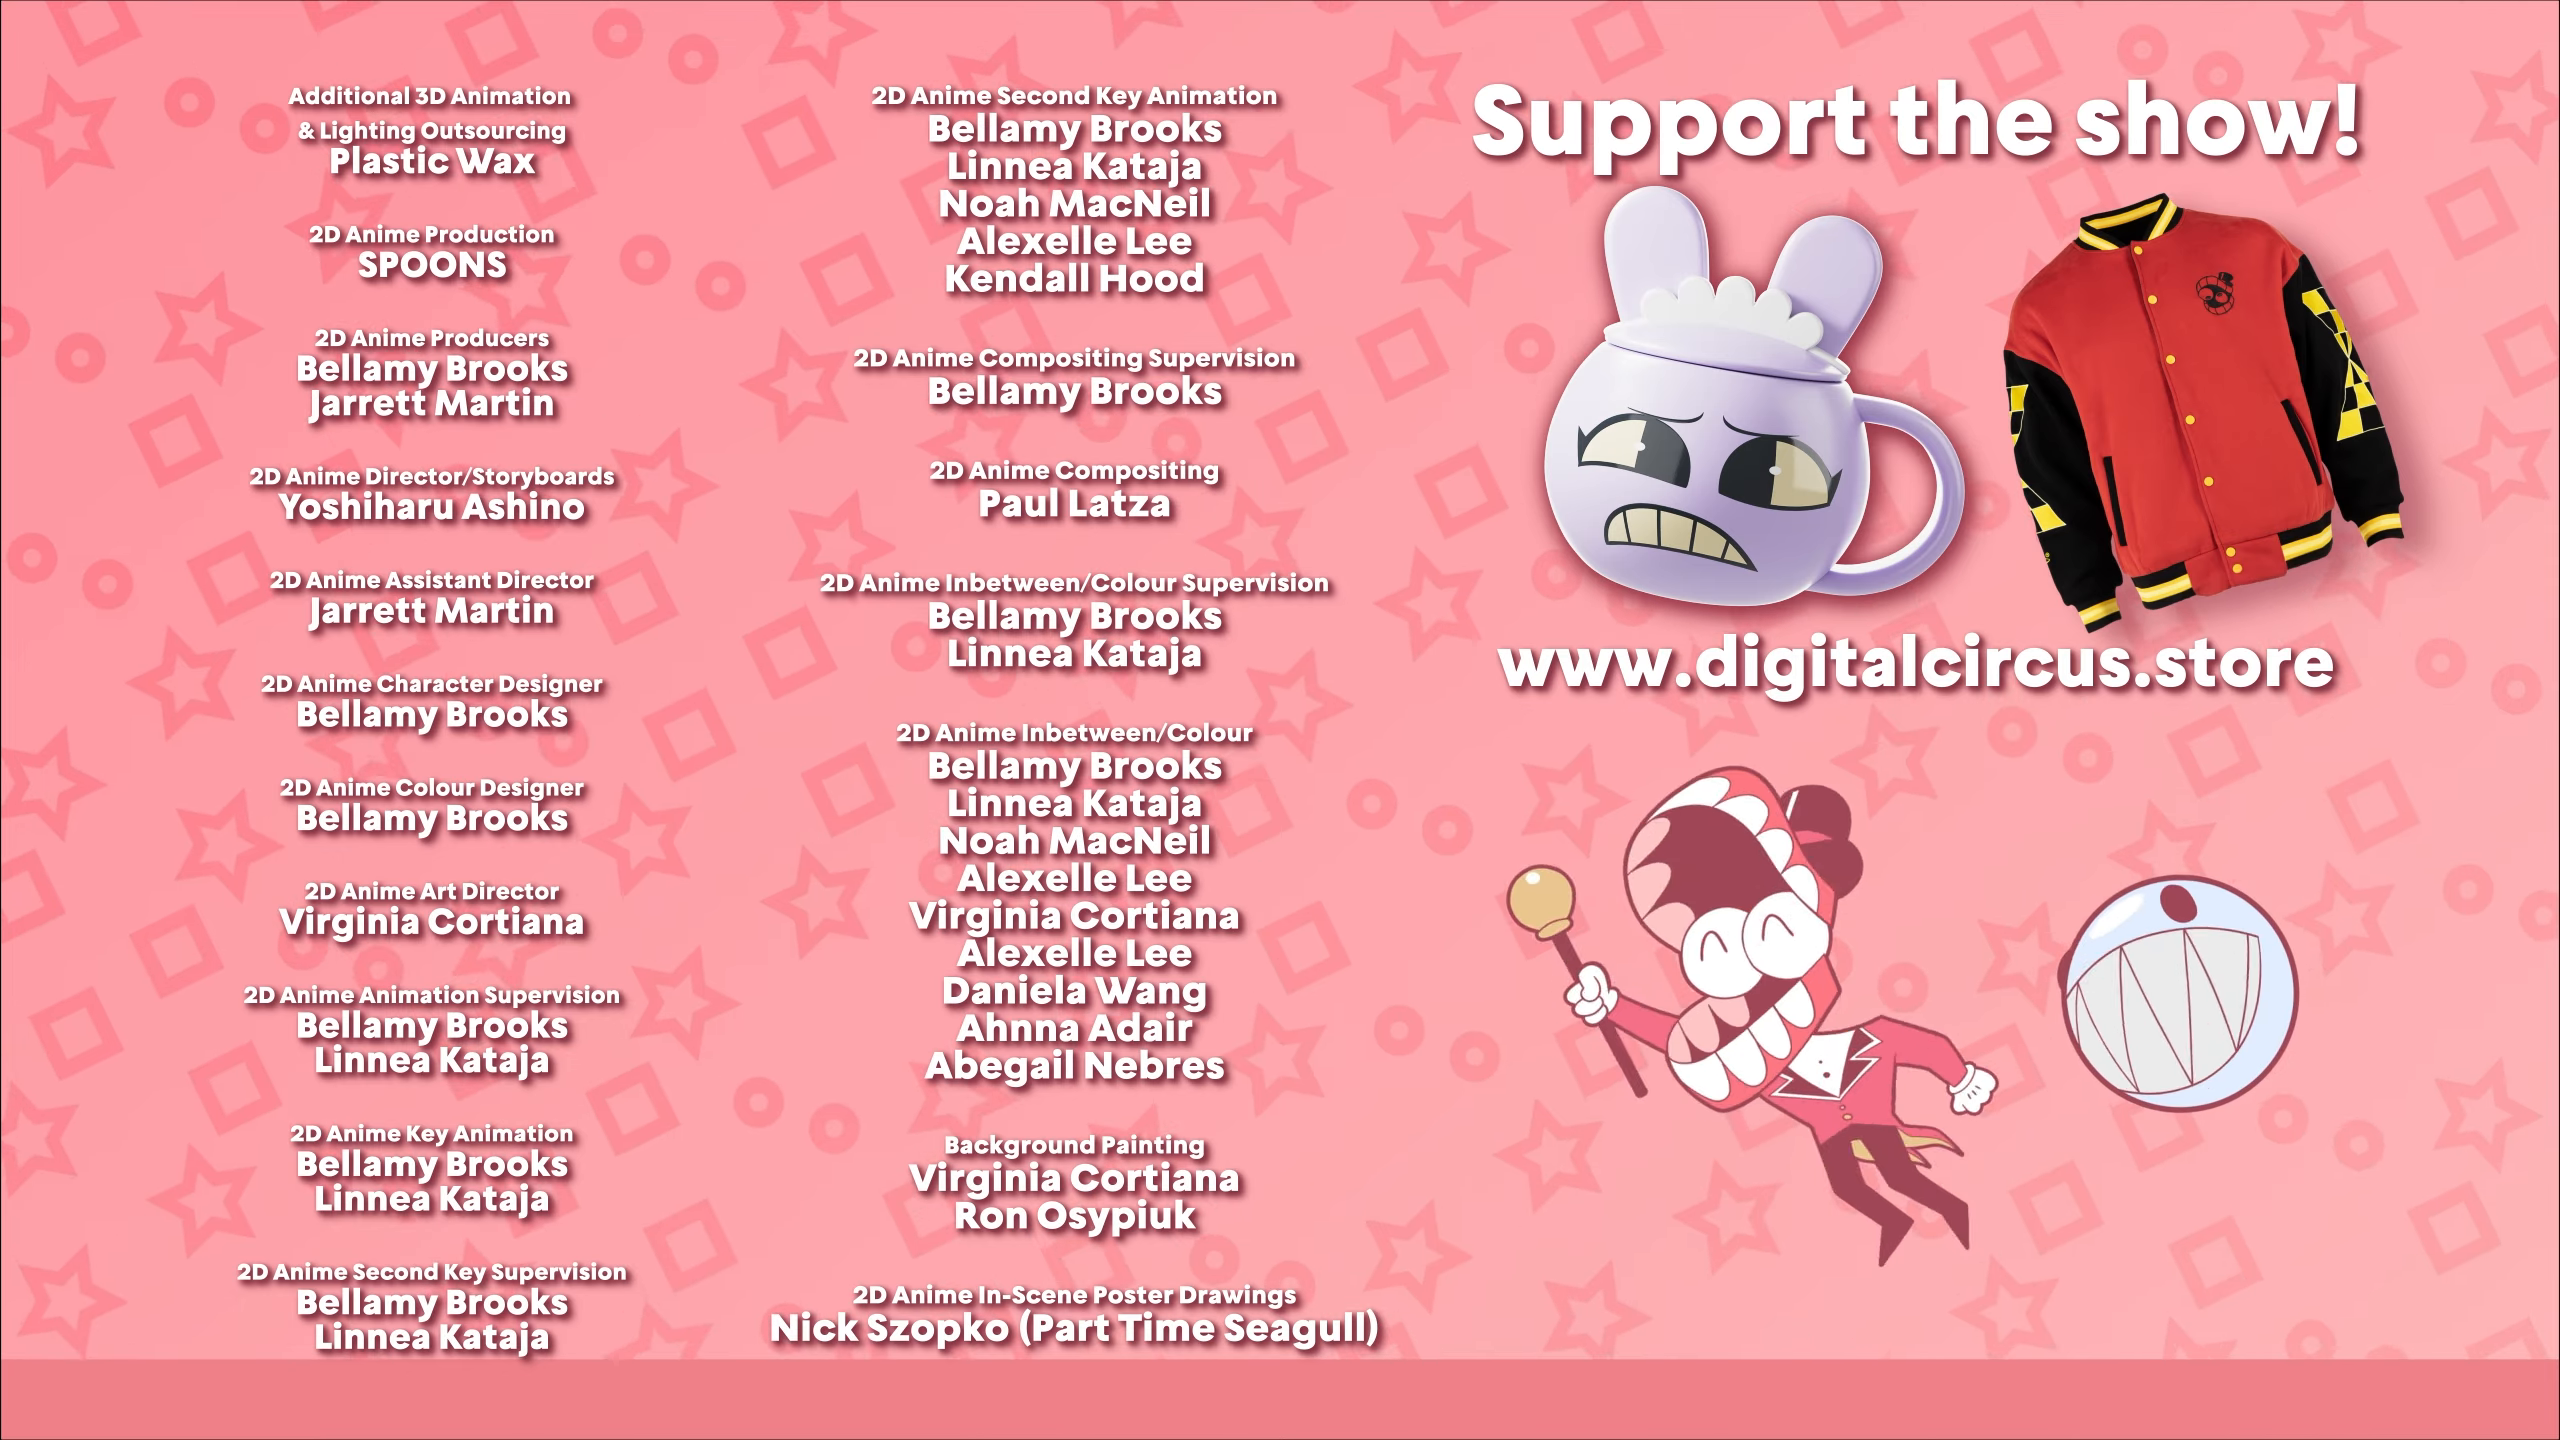 Additional 3D Animation
& Lighting Outsourcing
Plastic Wax
2D Anime Production
SPOONS
2D Anime Producers
Bellamy Brooks
Jarrett Martin
2D Anime Director/Storyboards
Yoshiharu Ashino
2D Anime Assistant Director
Jarrett Martin
2D Anime Character Designer
Bellamy Brooks
2D Anime Colour Designer
Bellamy Brooks
2D Anime Art Director
Virginia Cortiana
2D Anime Animation Supervision
Bellamy Brooks
Linnea Kataja
2D Anime Key Animation
Bellamy Brooks
Linnea Kataja
2D Anime Second Key Supervision
Bellamy Brooks
Linnea Kataja
2D Anime Second Key Animation
Bellamy Brooks
Linnea Kataja
Noah MacNeil
Alexelle Lee
Kendall Hood
2D Anime Compositing Supervision
Bellamy Brooks
2D Anime Compositing
Paul Latza
2D Anime Inbetween/Colour Supervision
Bellamy Brooks
Linnea Kataja
2D Anime Inbetween/Colour
Bellamy Brooks
Linnea Kataja
Noah MacNeil
Alexelle Lee
Virginia Cortiana
Alexelle Lee
Daniela Wang
Ahnna Adair
Abegail Nebres
Background Painting
Virginia Cortiana
Ron Osypiuk
2D Anime In-Scene Poster Drawings
Nick Szopko (Part Time Seagull)
Support the show!
www.digitalcircus.store